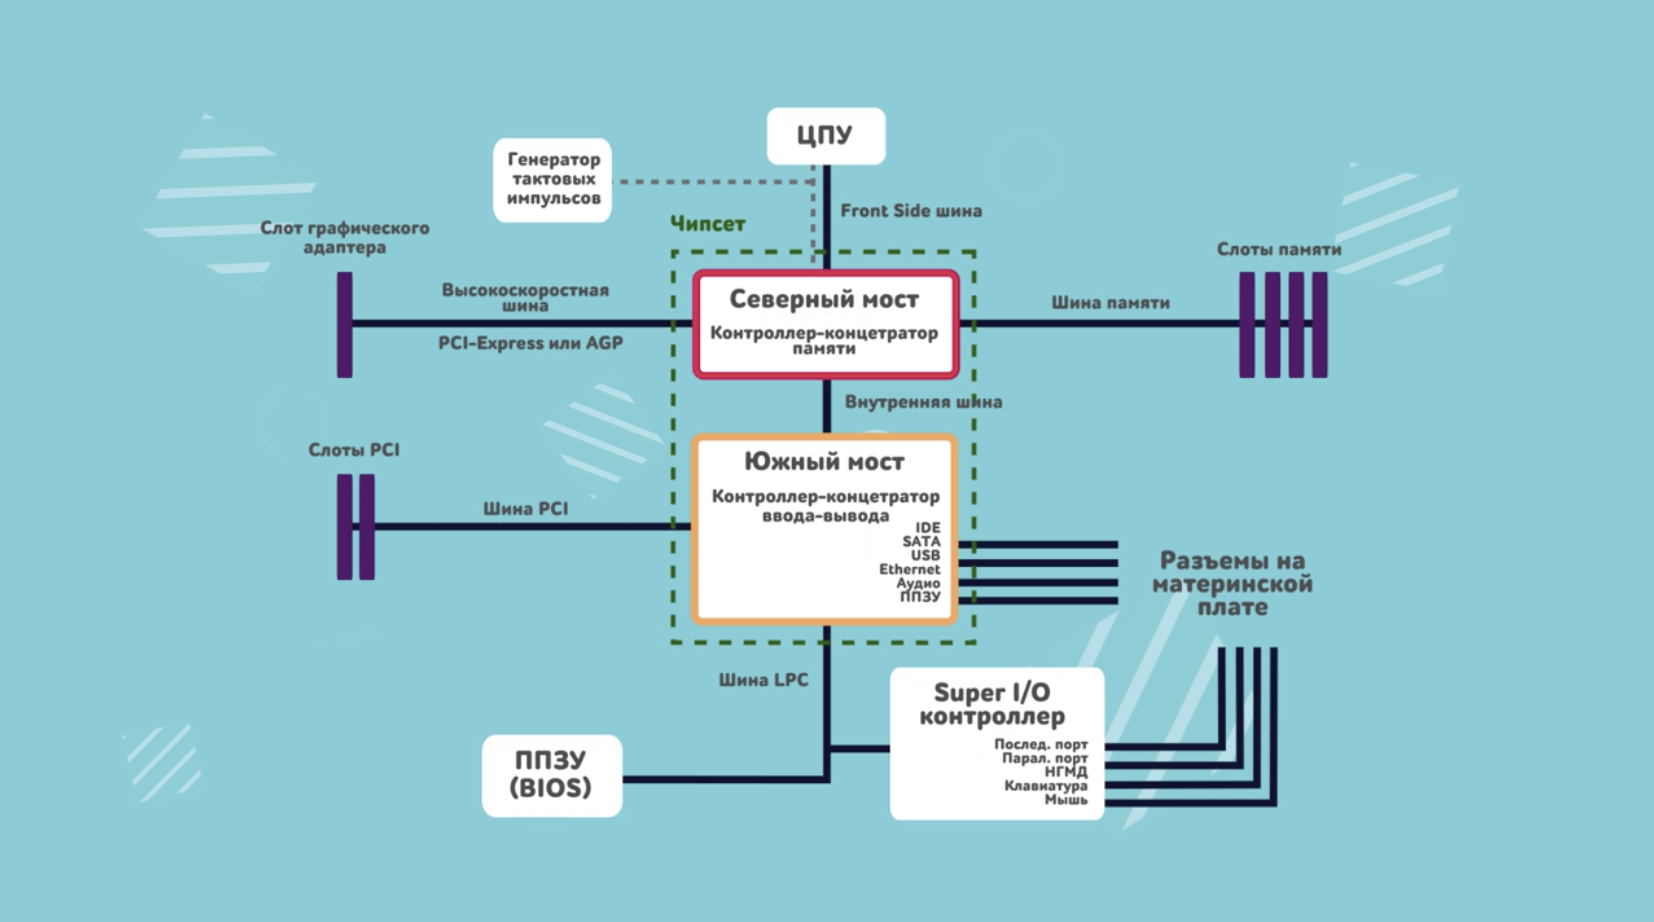 ЦПУ
Генератор
тактовых
импульсов
Front Side шина
Чипсет
Слот графического
адаптера
Слоты памяти
Высокоскоростная
шина
PCI-Express или AGP
Северный мост
Контроллер-концетратор
памяти
Шина памяти
Внутренняя шина
Слоты PCI
Шина PCI
Южный мост
Контроллер-концетратор
ввода-вывода
IDE
SATA
USB
Ethernet
Аудио
ППЗУ
Разъемы на
материнской
плате
Шина LPC
Super I/O
контроллер
Послед. порт
Парал. порт
НГМД
Клавиатура
Мышь
ППЗУ
(BIOS)